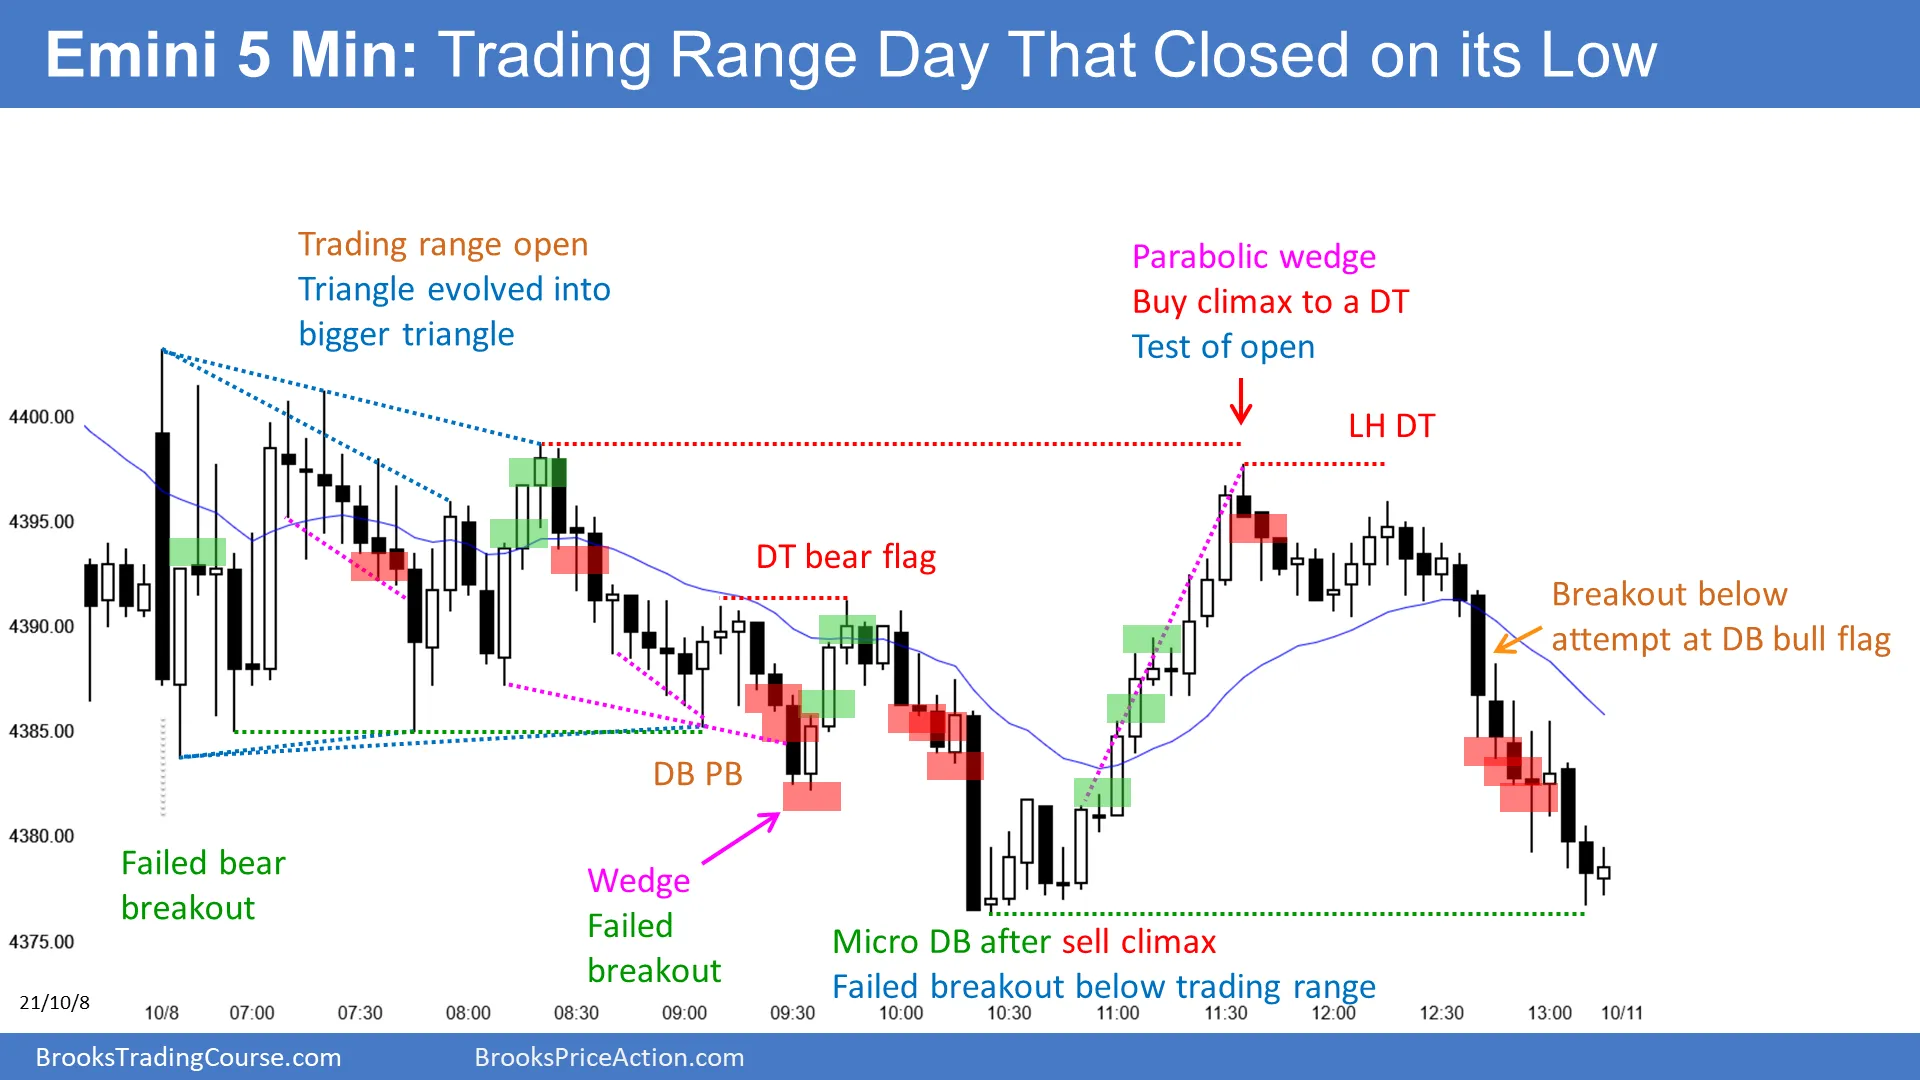 Emini 5 Min: Trading Range Day That Closed on its Low
Trading range open
Triangle evolved into
bigger triangle
Parabolic wedge
Buy climax to a DT
Test of open
LH DT
DT bear flag
Breakout below
attempt at DB bull flag
DB PB
Failed bear
breakout
Wedge
Failed
breakout
Micro DB after sell climax
Failed breakout below trading range
4400.00
4395.00
4390.00
4385.00
4380.00
4375.00
21/10/8
10/8 07:00 07:30 08:00 08:30 09:00 09:30 10:00 10:30 11:00 11:30 12:00 12:30 13:00 10/11
BrooksTradingCourse.com BrooksPriceAction.com